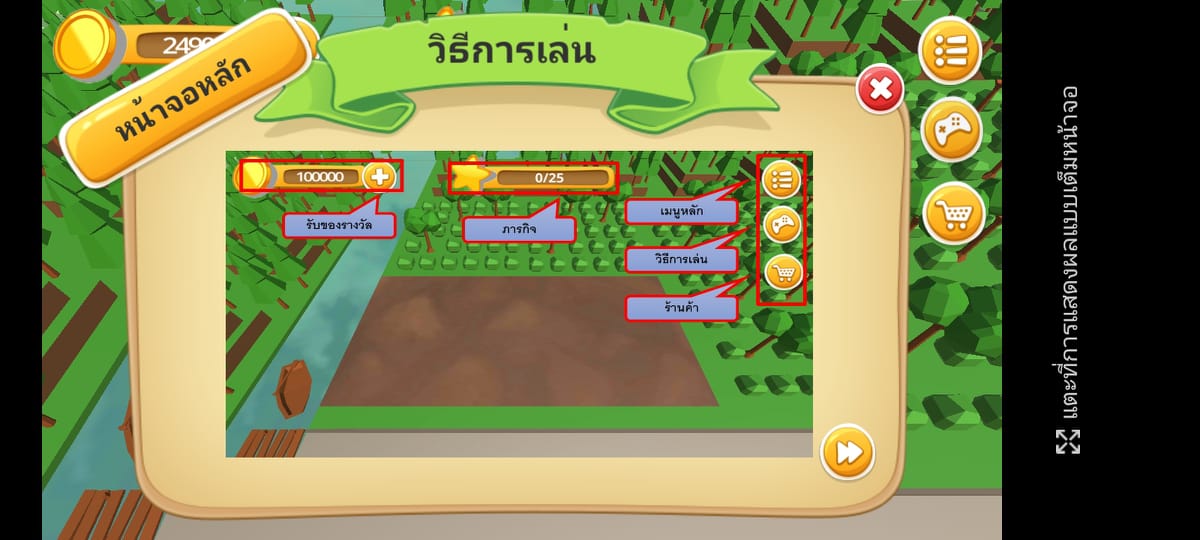 วิธีการเล่น
หน้าจอหลัก
100000
0/25
รับของรางวัล
ภารกิจ
เมนูหลัก
วิธีการเล่น
ร้านค้า
แตะที่การแสดงผลแบบเต็มหน้าจอ